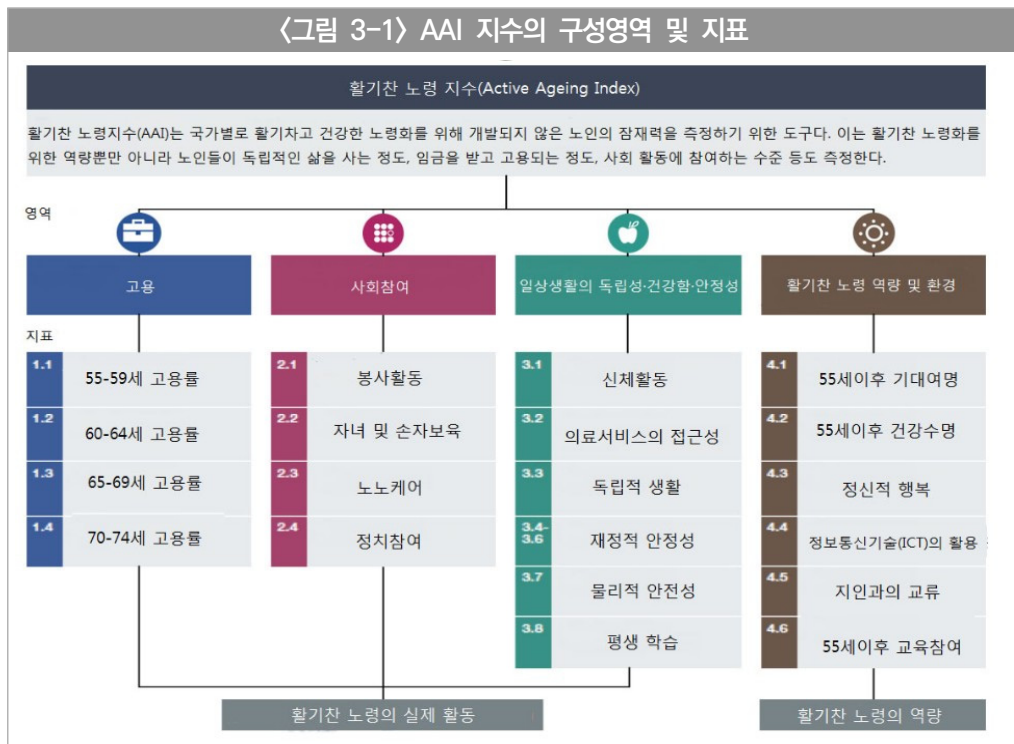 〈그림 3-1〉 AAI 지수의 구성영역 및 지표
활기찬 노령 지수(Active Ageing Index)
활기찬 노령지수(AAI)는 국가별로 활기차고 건강한 노령화를 위해 개발되지 않은 노인의 잠재력을 측정하기 위한 도구다. 이는 활기찬 노령화를
위한 역량뿐만 아니라 노인들이 독립적인 삶을 사는 정도, 임금을 받고 고용되는 정도, 사회 활동에 참여하는 수준 등도 측정한다.
영역
고용
사회참여
일상생활의 독립성·건강함·안정성
활기찬 노령 역량 및 환경
지표
1.1 55-59세 고용률
1.2 60-64세 고용률
1.3 65-69세 고용률
1.4 70-74세 고용률
2.1 봉사활동
2.2 자녀 및 손자보육
2.3 노노케어
2.4 정치참여
3.1 신체활동
3.2 의료서비스의 접근성
3.3 독립적 생활
3.4-
3.6 재정적 안정성
3.7 물리적 안전성
3.8 평생 학습
4.1 55세이후 기대여명
4.2 55세이후 건강수명
4.3 정신적 행복
4.4 정보통신기술(ICT)의 활용
4.5 지인과의 교류
4.6 55세이후 교육참여
활기찬 노령의 실제 활동
활기찬 노령의 역량